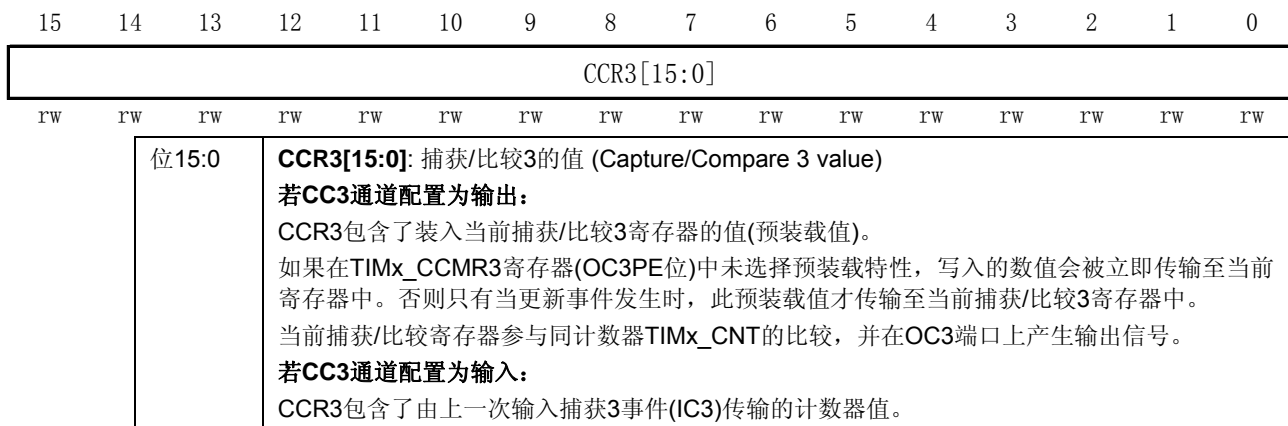 15 14 13 12 11 10 9 8 7 6 5 4 3 2 1 0
CCR3[15:0]
rw rw rw rw rw rw rw rw rw rw rw rw rw rw rw rw
位15:0 CCR3[15:0]: 捕获/比较3的值 (Capture/Compare 3 value)
若CC3通道配置为输出：
CCR3包含了装入当前捕获/比较3寄存器的值(预装载值)。
如果在TIMx_CCMR3寄存器(OC3PE位)中未选择预装载特性，写入的数值会被立即传输至当前
寄存器中。否则只有当更新事件发生时，此预装载值才传输至当前捕获/比较3寄存器中。
当前捕获/比较寄存器参与同计数器TIMx_CNT的比较，并在OC3端口上产生输出信号。
若CC3通道配置为输入：
CCR3包含了由上一次输入捕获3事件(IC3)传输的计数器值。